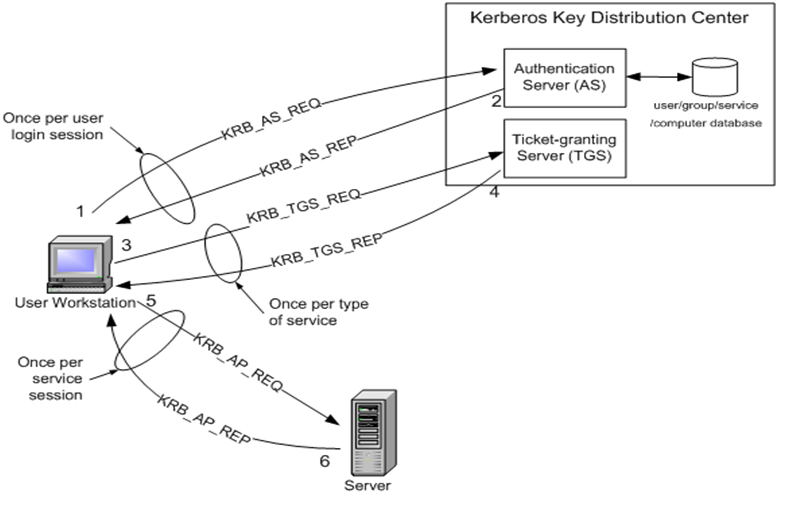 Kerberos Key Distribution Center
Authentication
Server (AS)
2
user/group/service
/computer database
Once per user
login session
KRB_AS_REQ
KRB_AS_REP
Ticket-granting
Server (TGS)
4
1
KRB_TGS_REQ
3
KRB_TGS_REP
User Workstation
5
Once per type
of service
Once per
service
session
KRB_AP_REQ
KRB_AP_REP
6
Server